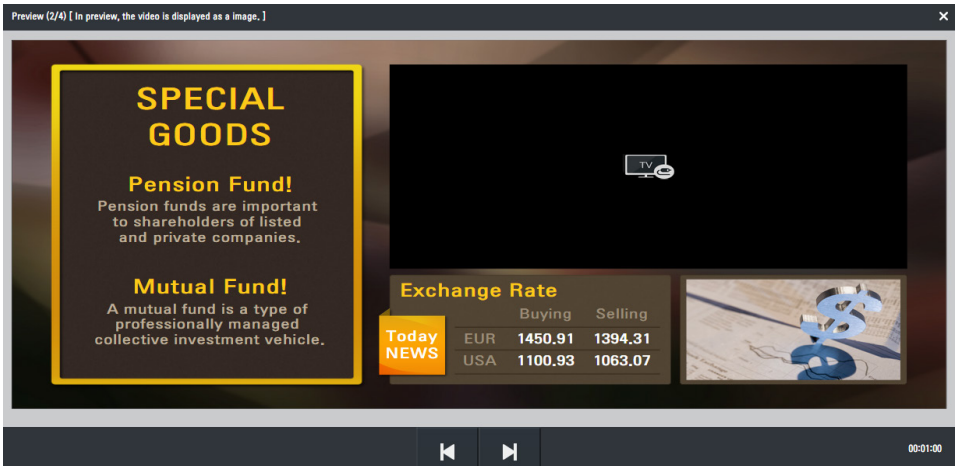 Preview (2/4) [ In preview, the video is displayed as a image. ]
SPECIAL
GOODS
Pension Fund!
Pension funds are important
to shareholders of listed
and private companies.
Mutual Fund!
A mutual fund is a type of
professionally managed
collective investment vehicle.
TV
Exchange Rate
Buying Selling
Today
NEWS
EUR 1450.91 1394.31
USA 1100.93 1063.07
00:01:00